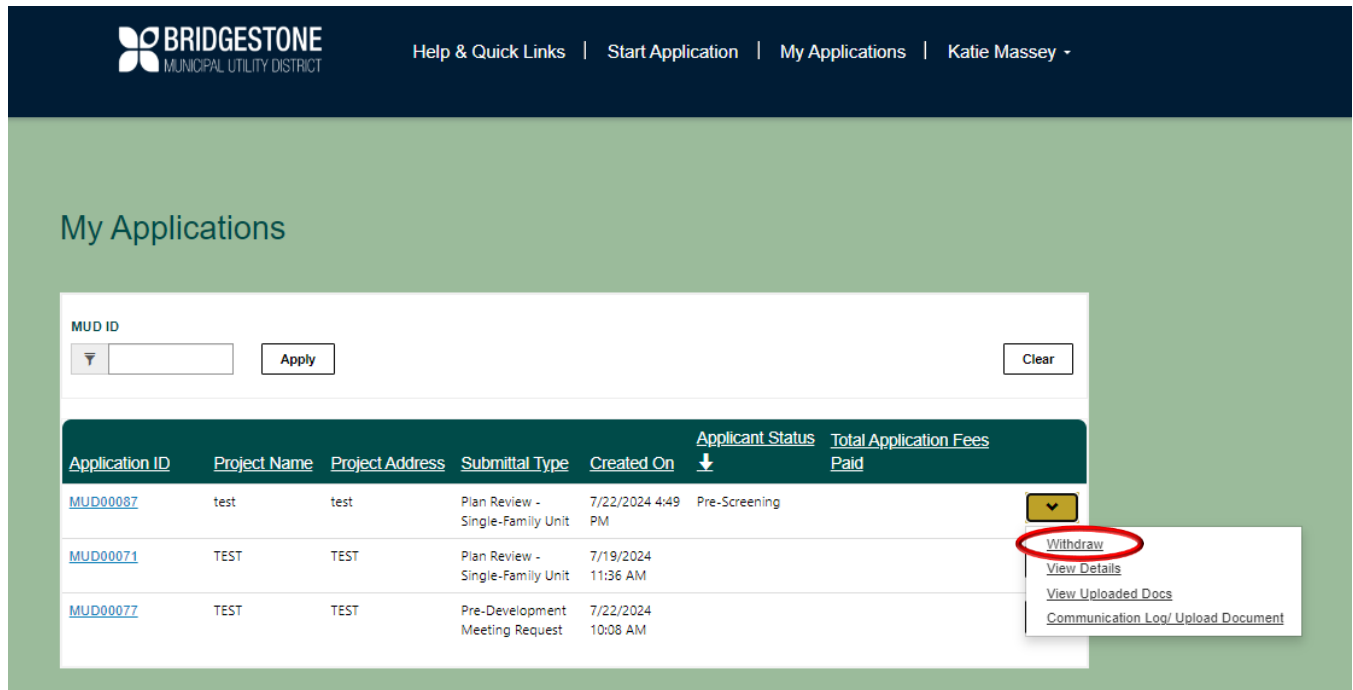 BRIDGESTONE
MUNICIPAL UTILITY DISTRICT
Help & Quick Links | Start Application | My Applications | Katie Massey
My Applications
MUD ID
Apply
Clear
Application ID
Project Name
Project Address
Submittal Type
Created On
Applicant Status
Total Application Fees
Paid
MUD00087
test
test
Plan Review -
Single-Family Unit
7/22/2024 4:49
PM
Pre-Screening
MUD00071
TEST
TEST
Plan Review -
Single-Family Unit
7/19/2024
11:36 AM
MUD00077
TEST
TEST
Pre-Development
Meeting Request
7/22/2024
10:08 AM
Withdraw
View Details
View Uploaded Docs
Communication Log/ Upload Document